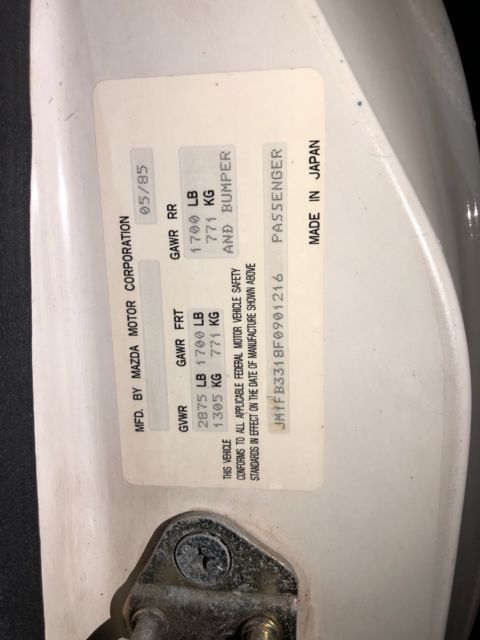 MFD. BY MAZDA MOTOR CORPORATION
05/85
GVWR GAWR FRT GAWR RR
2875 LB 1700 LB 1700 LB
1305 KG 771 KG 771 KG
AND BUMPER
THIS VEHICLE
CONFORMS TO ALL APPLICABLE FEDERAL MOTOR VEHICLE SAFETY
STANDARDS IN EFFECT ON THE DATE OF MANUFACTURE SHOWN ABOVE
JM1FB3318F0901216 PASSENGER
MADE IN JAPAN